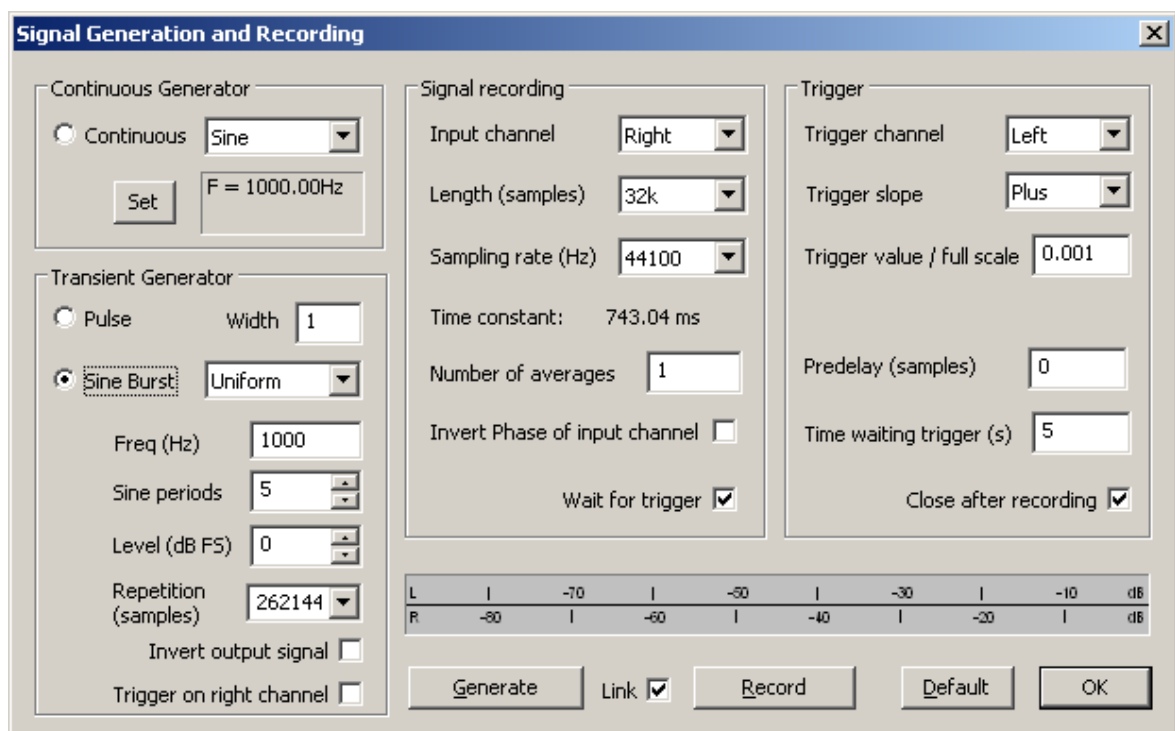 Signal Generation and Recording
Continuous Generator
Continuous
Sine
Set
F = 1000.00Hz
Transient Generator
Pulse
Width
1
Sine Burst
Uniform
Freq (Hz)
1000
Sine periods
5
Level (dB FS)
0
Repetition
(samples)
262144
Invert output signal
Trigger on right channel
Signal recording
Input channel
Right
Length (samples)
32k
Sampling rate (Hz)
44100
Time constant:
743.04 ms
Number of averages
1
Invert Phase of input channel
Wait for trigger
Trigger
Trigger channel
Left
Trigger slope
Plus
Trigger value / full scale
0.001
Predelay (samples)
0
Time waiting trigger (s)
5
Close after recording
L | -70 | -50 | -30 | -10 dB
R -80 | -60 | -40 | -20 | dB
Generate
Link
Record
Default
OK